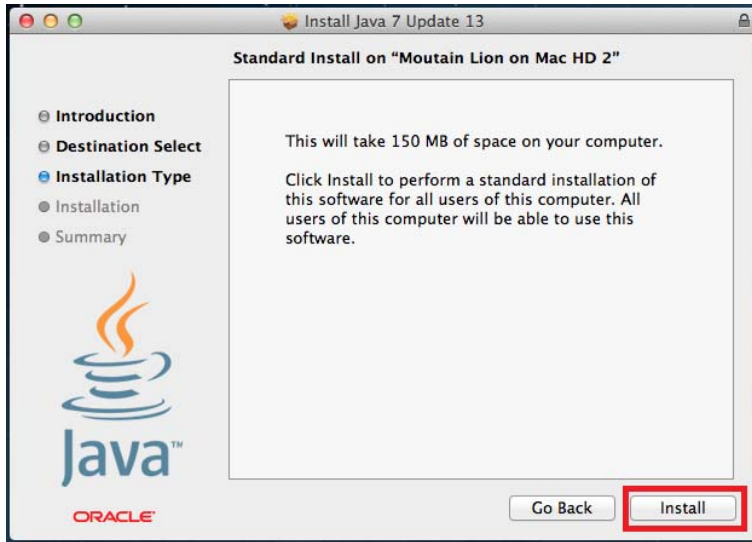 Install Java 7 Update 13
Standard Install on “Moutain Lion on Mac HD 2”
Introduction
Destination Select
Installation Type
Installation
Summary
This will take 150 MB of space on your computer.
Click Install to perform a standard installation of
this software for all users of this computer. All
users of this computer will be able to use this
software.
Java™
ORACLE®
Go Back
Install